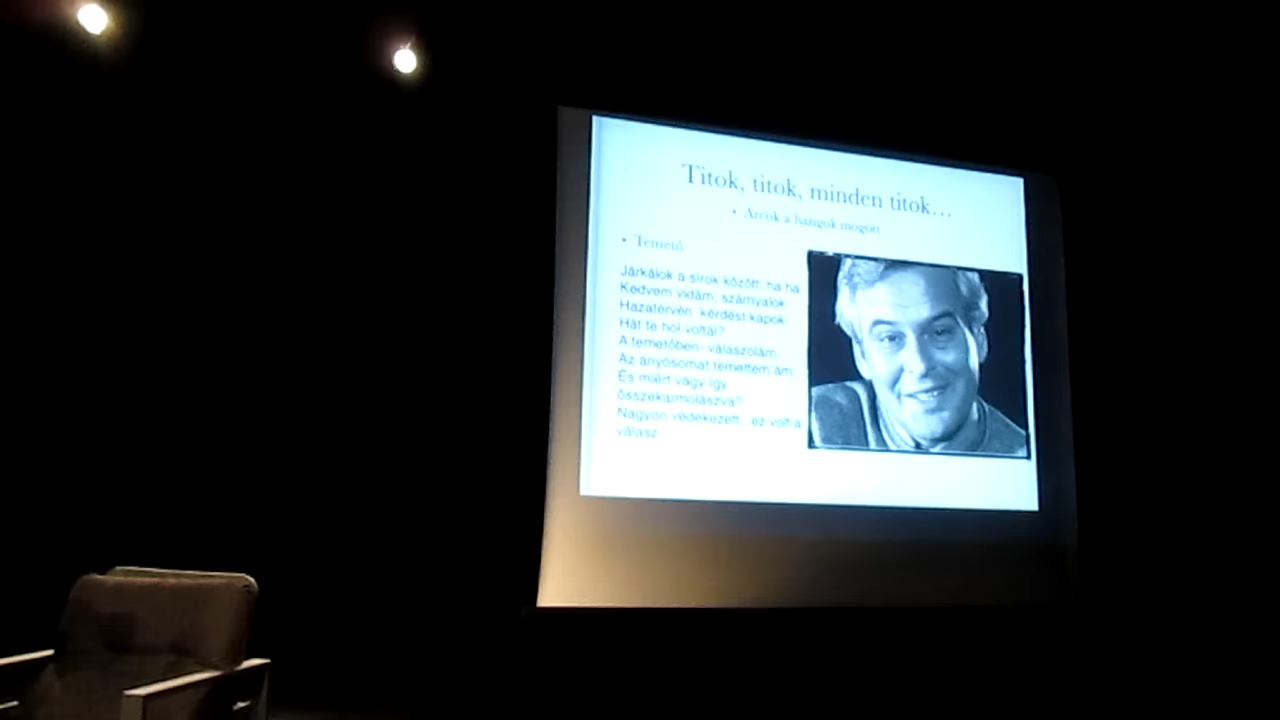 Titok, titok, minden titok...
• Arcok a hangok mögött
• Temető
Járkálok a sírok között, ha ha
Kedvem vidám, szárnyalok
Hazatérvén kérdést kapok:
Hát te hol voltál?
A temetőben- válaszolám
Az anyósomat temettem ám.
És miért vagy így
összekarmolászva?
Nagyon védekezett...ez volt a
válasz